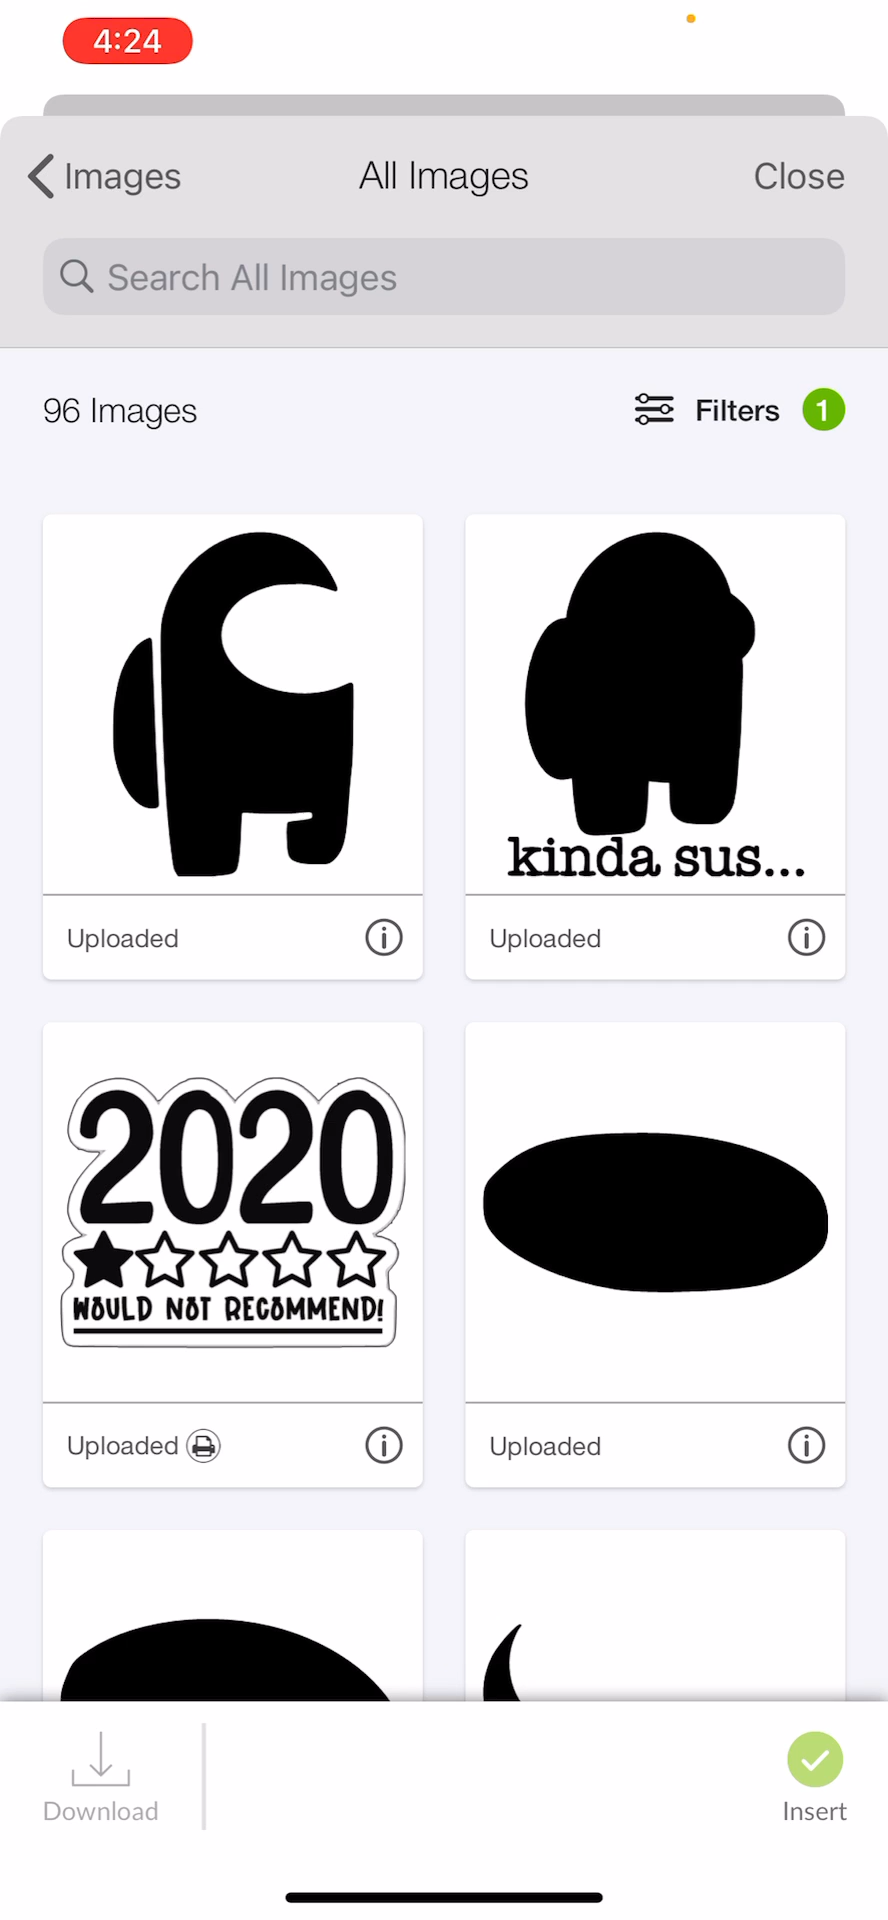 4:24
Images
All Images
Close
Search All Images
96 Images
Filters
1
kinda sus...
Uploaded
Uploaded
2020
WOULD NOT RECOMMEND!
Uploaded
Uploaded
Download
Insert